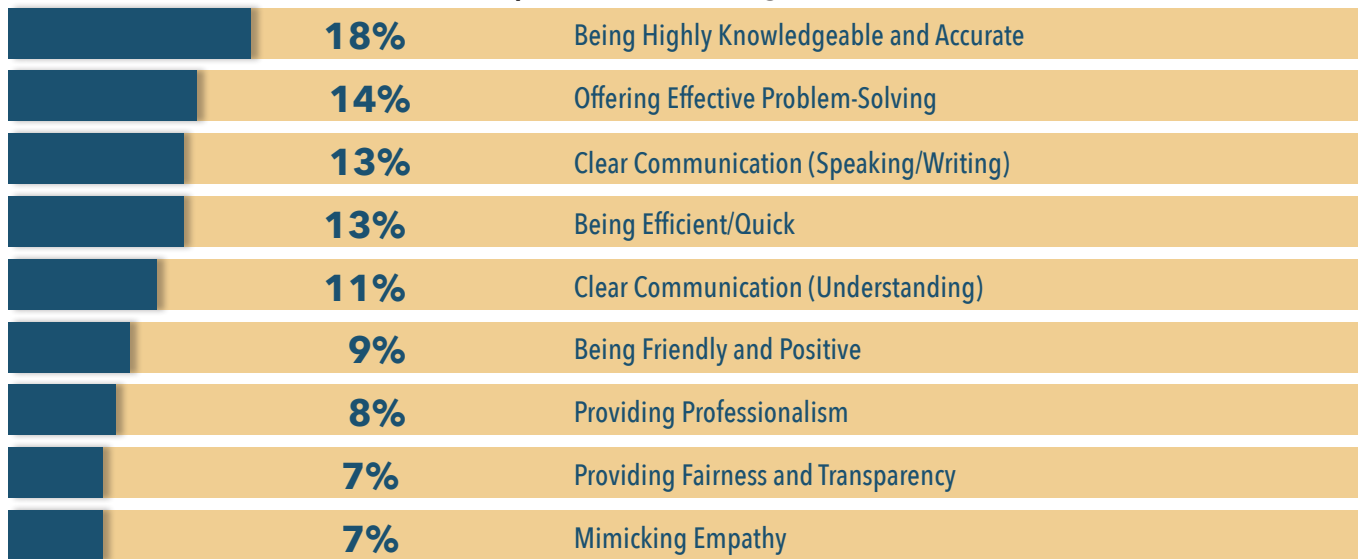 18% Being Highly Knowledgeable and Accurate
14% Offering Effective Problem-Solving
13% Clear Communication (Speaking/Writing)
13% Being Efficient/Quick
11% Clear Communication (Understanding)
9% Being Friendly and Positive
8% Providing Professionalism
7% Providing Fairness and Transparency
7% Mimicking Empathy